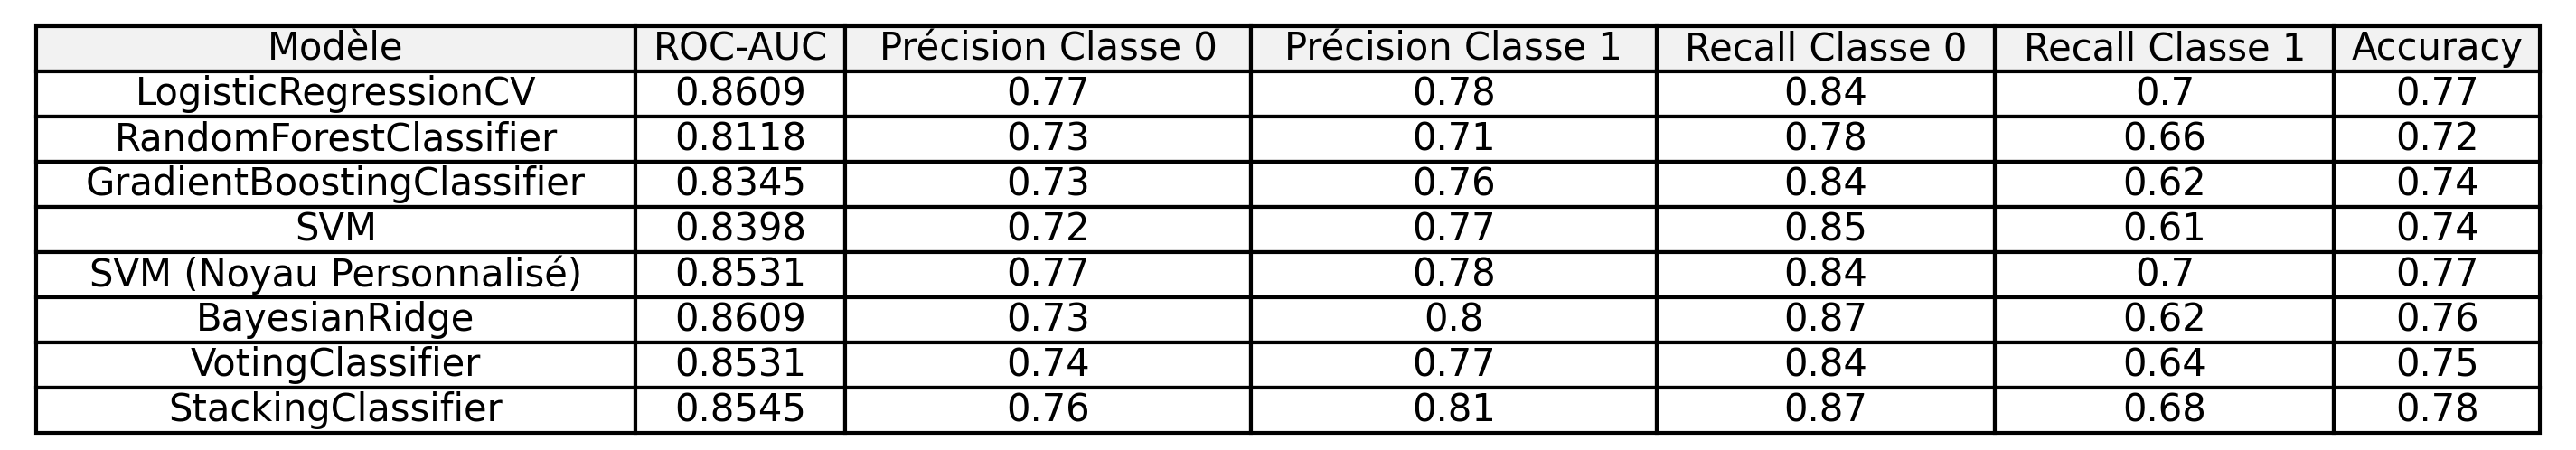 Modèle ROC-AUC Précision Classe 0 Précision Classe 1 Recall Classe 0 Recall Classe 1 Accuracy
LogisticRegressionCV 0.8609 0.77 0.78 0.84 0.7 0.77
RandomForestClassifier 0.8118 0.73 0.71 0.78 0.66 0.72
GradientBoostingClassifier 0.8345 0.73 0.76 0.84 0.62 0.74
SVM 0.8398 0.72 0.77 0.85 0.61 0.74
SVM (Noyau Personnalisé) 0.8531 0.77 0.78 0.84 0.7 0.77
BayesianRidge 0.8609 0.73 0.8 0.87 0.62 0.76
VotingClassifier 0.8531 0.74 0.77 0.84 0.64 0.75
StackingClassifier 0.8545 0.76 0.81 0.87 0.68 0.78